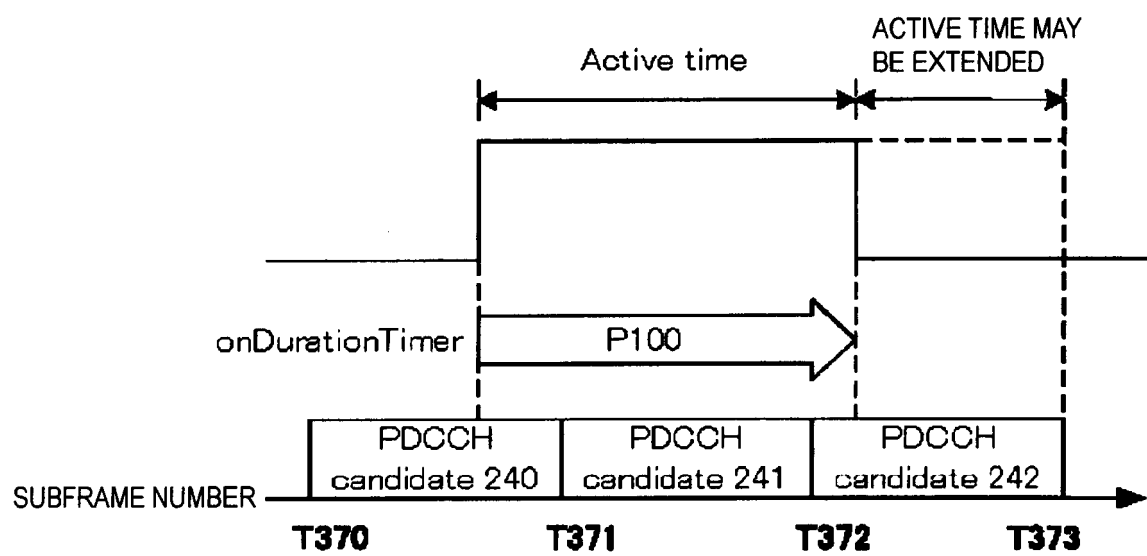 ACTIVE TIME MAY
BE EXTENDED
Active time
onDurationTimer
P100
PDCCH
candidate 240
PDCCH
candidate 241
PDCCH
candidate 242
SUBFRAME NUMBER
T370
T371
T372
T373